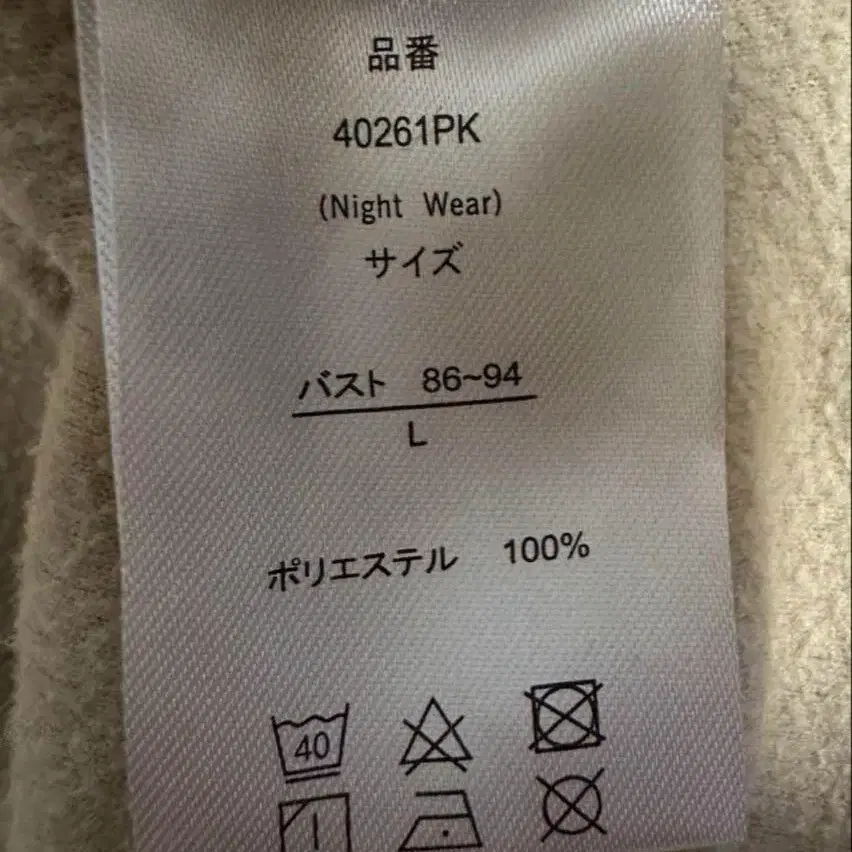 品番
40261PK
(Night Wear)
サイズ
バスト 86~94
L
ポリエステル 100%
40